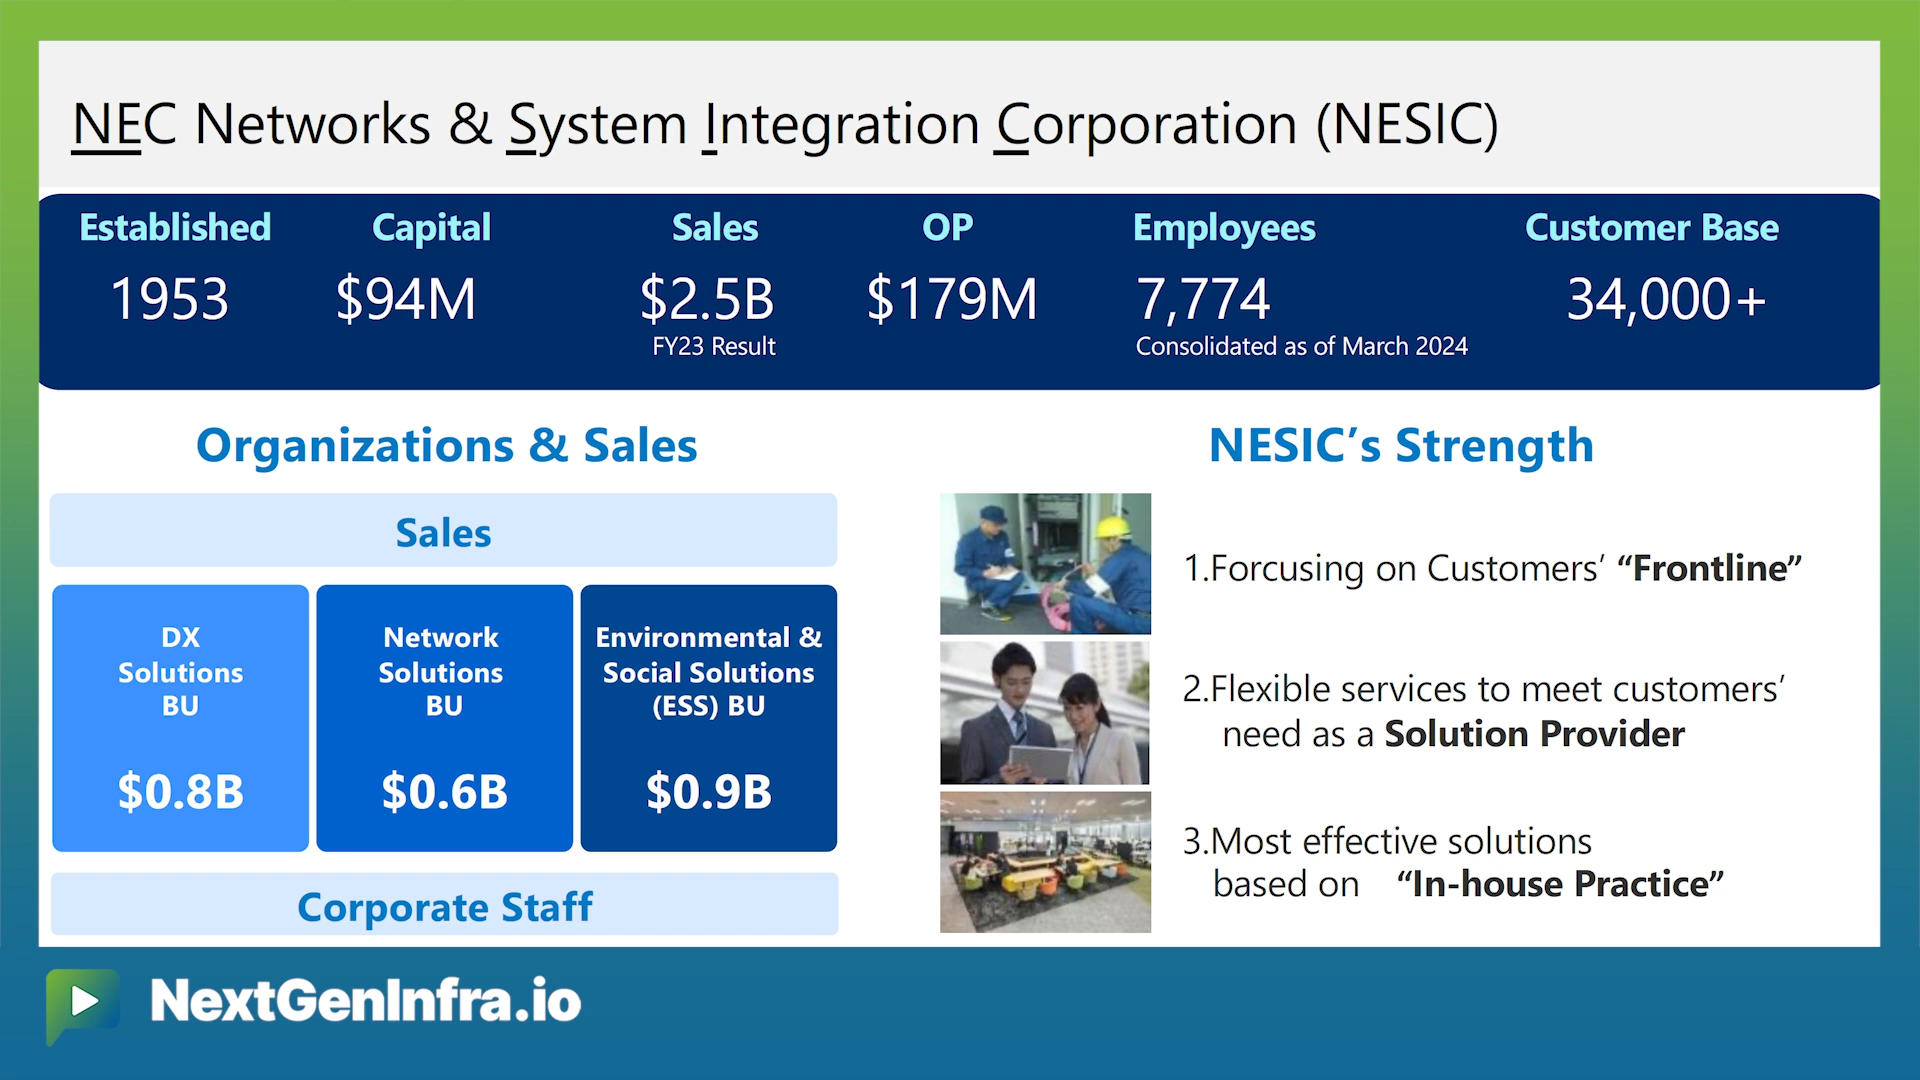 NEC Networks & System Integration Corporation (NESIC)
Established
Capital
Sales
OP
Employees
Customer Base
1953
$94M
$2.5B
$179M
7,774
34,000+
FY23 Result
Consolidated as of March 2024
Organizations & Sales
Sales
DX
Solutions
BU
$0.8B
Network
Solutions
BU
$0.6B
Environmental &
Social Solutions
(ESS) BU
$0.9B
Corporate Staff
NESIC’s Strength
1.Forcusing on Customers’ “Frontline”
2.Flexible services to meet customers’
need as a Solution Provider
3.Most effective solutions
based on “In-house Practice”
NextGenInfra.io